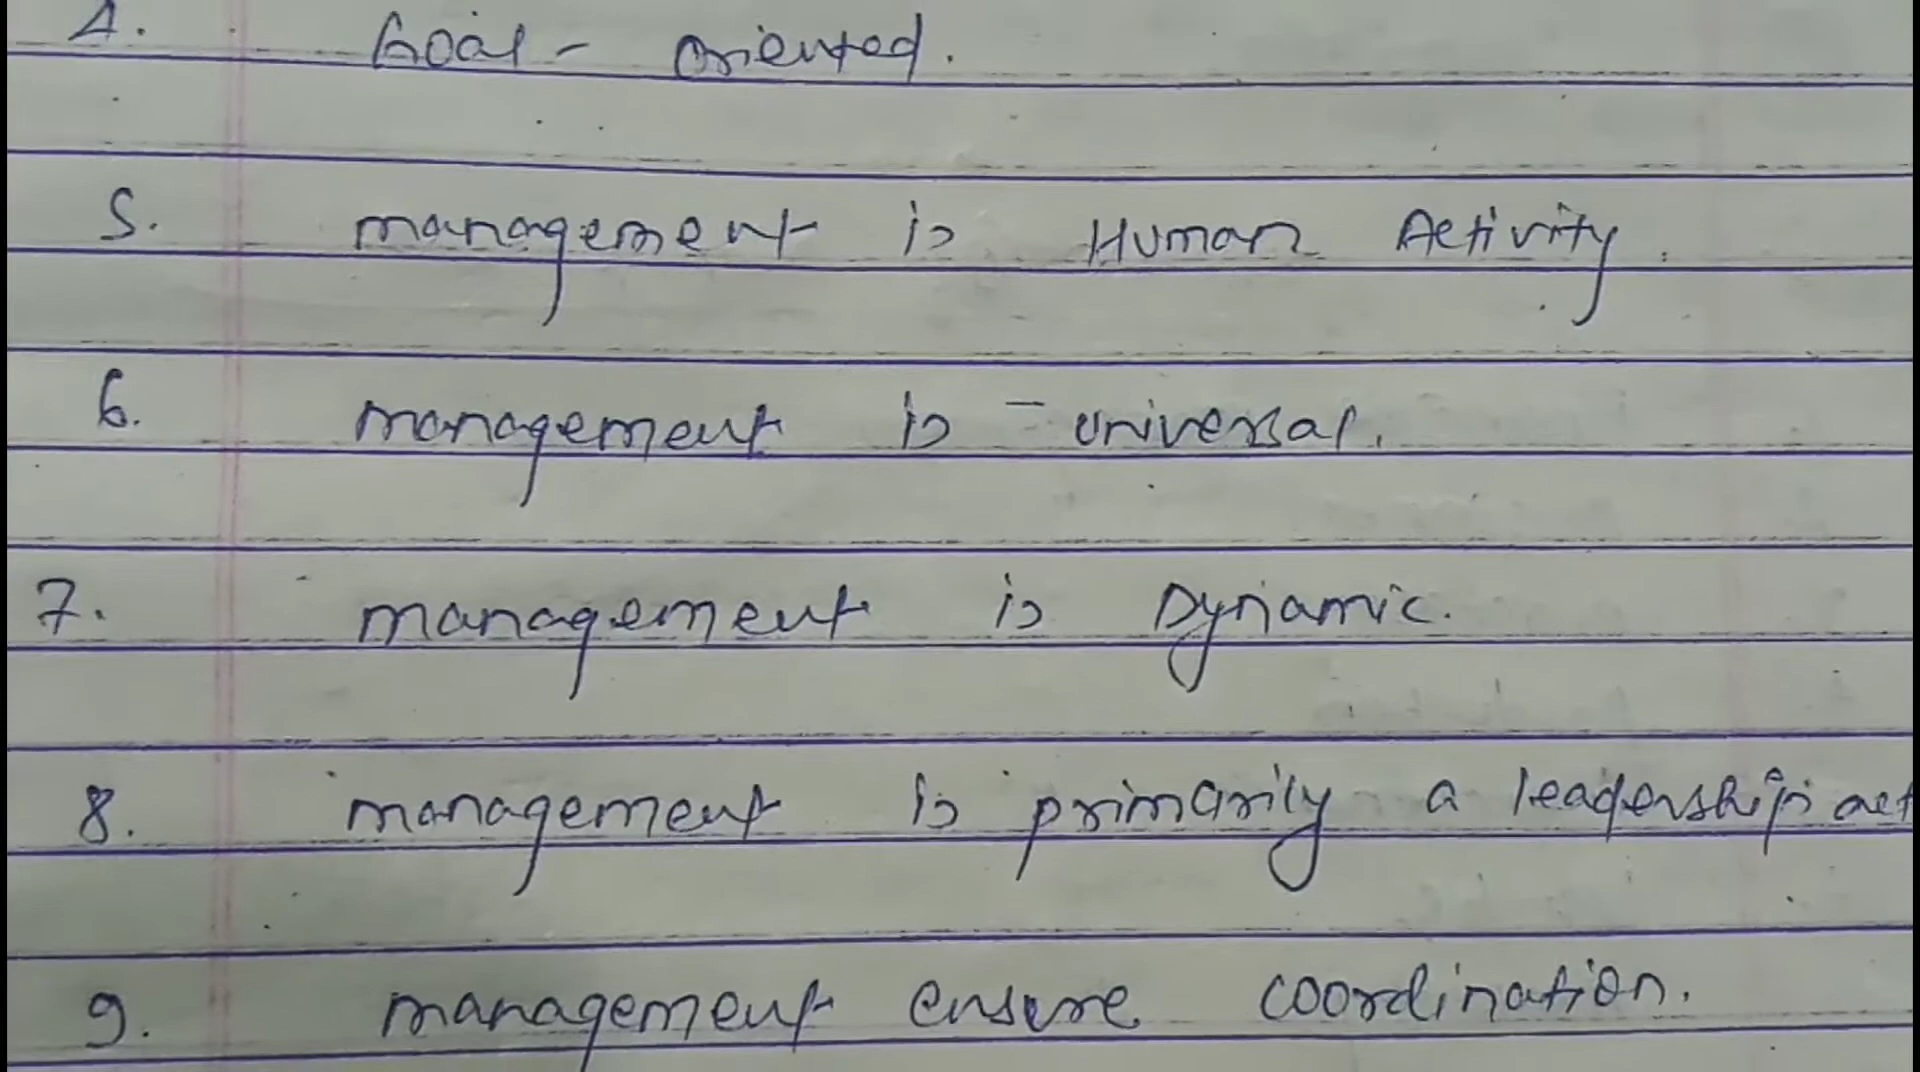 4. Goal - oriented.
5. management is Human Activity.
6. management is - universal.
7. management is Dynamic.
8. management is primarily a leadership act
9. management ensure coordination.